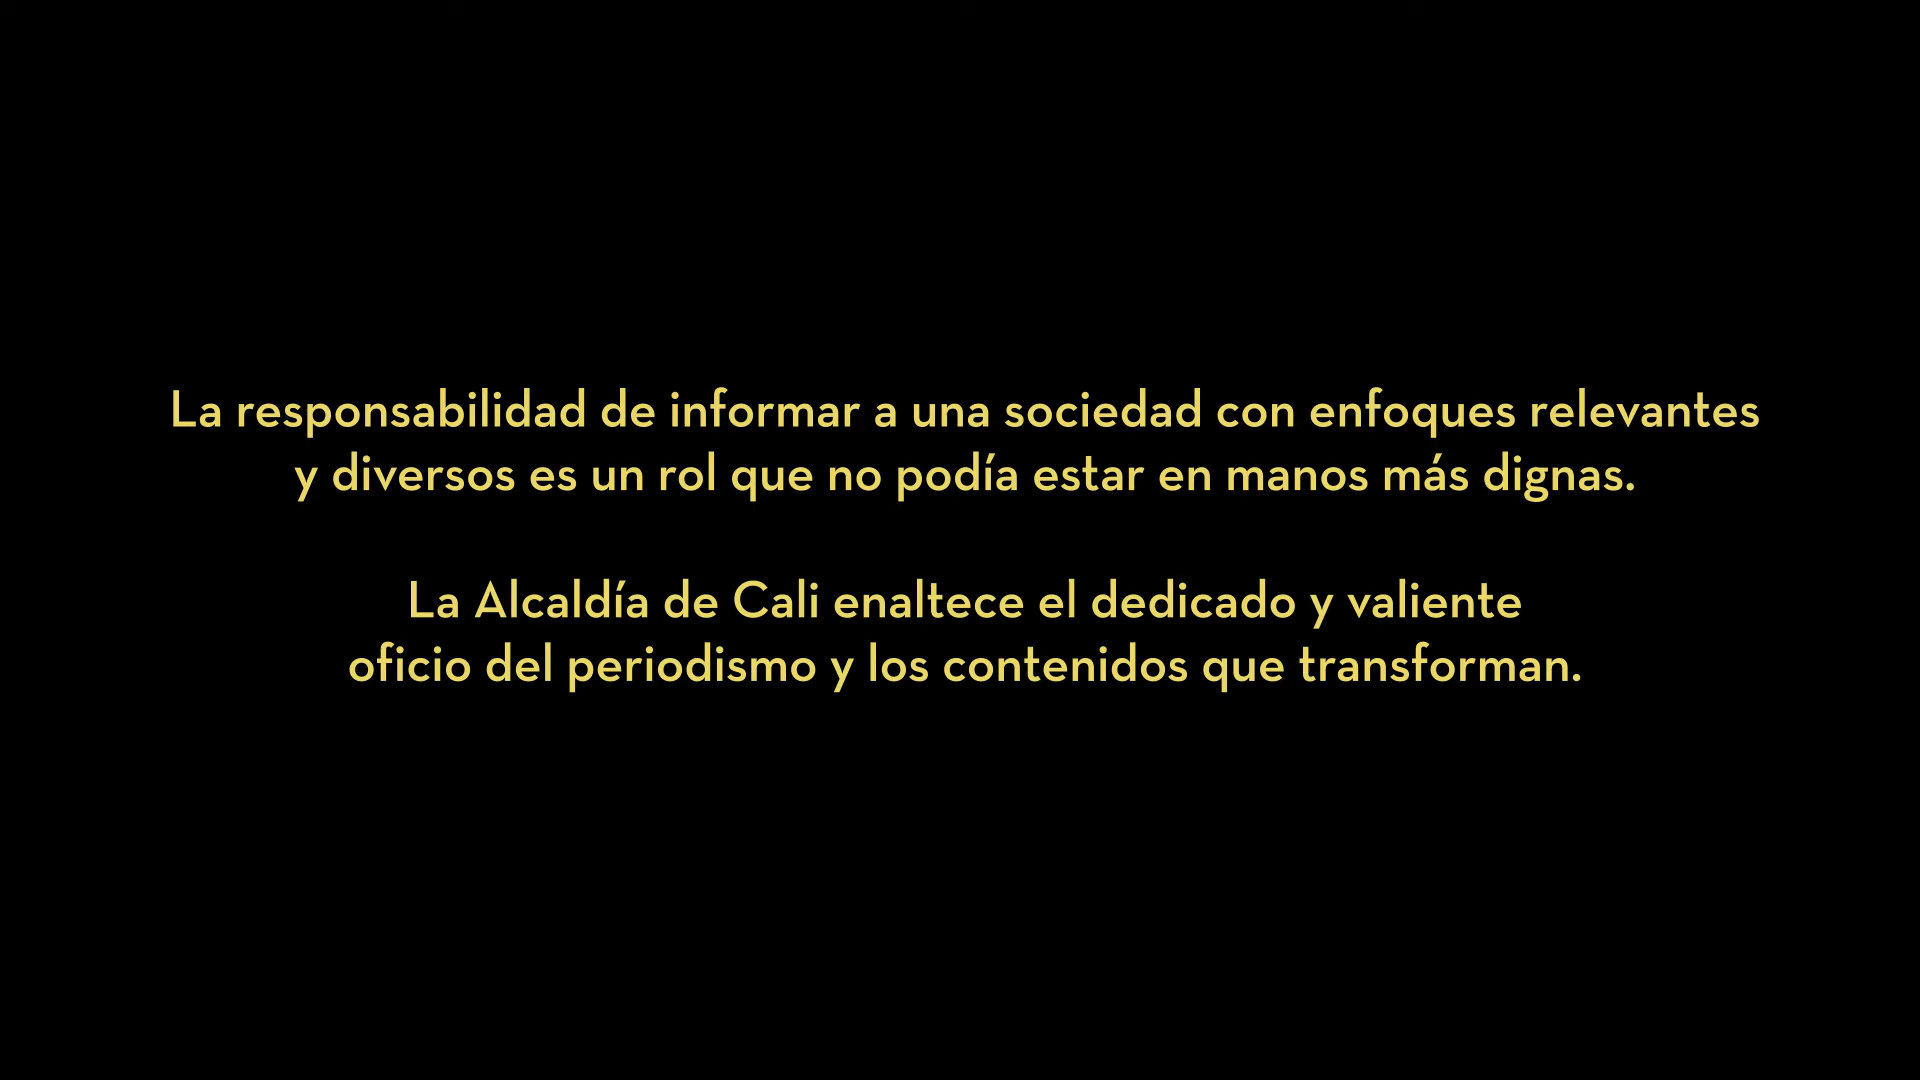 La responsabilidad de informar a una sociedad con enfoques relevantes
y diversos es un rol que no podía estar en manos más dignas.
La Alcaldía de Cali enaltece el dedicado y valiente
oficio del periodismo y los contenidos que transforman.